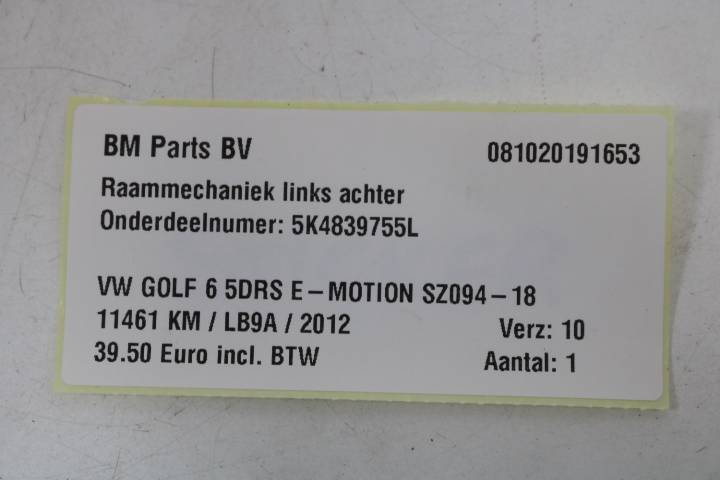 BM Parts BV 081020191653
Raammechaniek links achter
Onderdeelnumer: 5K4839755L
VW GOLF 6 5DRS E-MOTION SZ094-18
11461 KM / LB9A / 2012 Verz: 10
39.50 Euro incl. BTW Aantal: 1